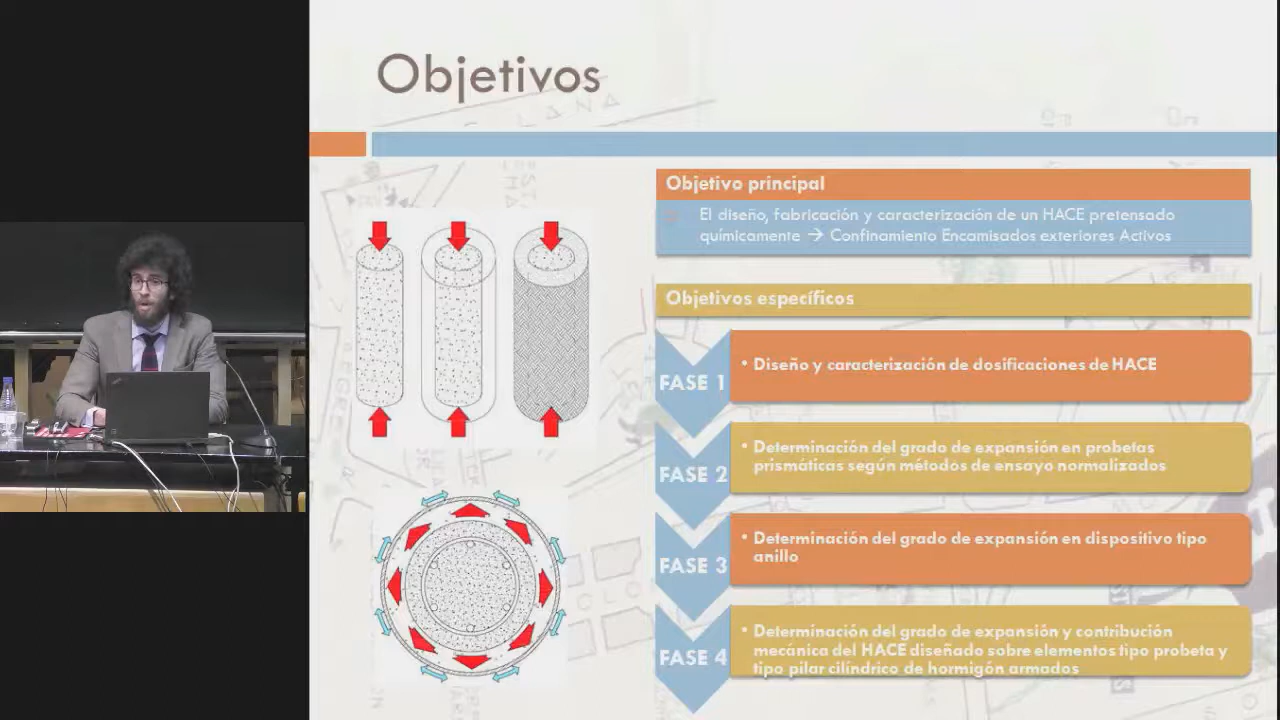 Objetivos
Objetivo principal
El diseño, fabricación y caracterización de un HACE pretensado
químicamente → Confinamiento Encamisados exteriores Activos
Objetivos específicos
FASE 1
• Diseño y caracterización de dosificaciones de HACE
FASE 2
• Determinación del grado de expansión en probetas
prismáticas según métodos de ensayo normalizados
FASE 3
• Determinación del grado de expansión en dispositivo tipo
anillo
FASE 4
• Determinación del grado de expansión y contribución
mecánica del HACE diseñado sobre elementos tipo probeta y
tipo pilar cilíndrico de hormigón armados